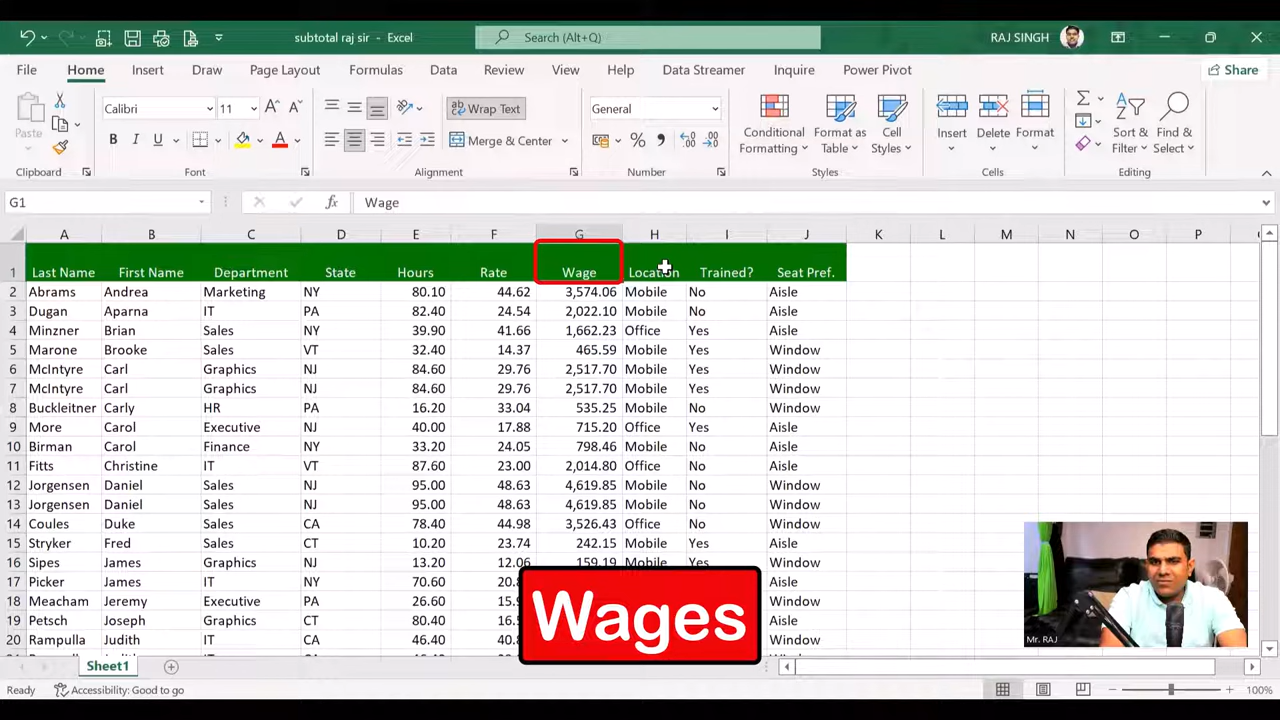 subtotal raj sir - Excel
Search (Alt+Q)
RAJ SINGH
File Home Insert Draw Page Layout Formulas Data Review View Help Data Streamer Inquire Power Pivot Share
Paste
Clipboard
Calibri 11
B I U
Font
Wrap Text
Merge & Center
Alignment
General
Number
Conditional Formatting
Format as Table
Cell Styles
Styles
Insert Delete Format
Cells
Sort & Filter
Find & Select
Editing
G1 fx Wage
A B C D E F G H I J K L M N O P
1 Last Name First Name Department State Hours Rate Wage Location Trained? Seat Pref.
2 Abrams Andrea Marketing NY 80.10 44.62 3,574.06 Mobile No Aisle
3 Dugan Aparna IT PA 82.40 24.54 2,022.10 Mobile No Aisle
4 Minzner Brian Sales NY 39.90 41.66 1,662.23 Office Yes Aisle
5 Marone Brooke Sales VT 32.40 14.37 465.59 Mobile Yes Window
6 McIntyre Carl Graphics NJ 84.60 29.76 2,517.70 Mobile Yes Window
7 McIntyre Carl Graphics NJ 84.60 29.76 2,517.70 Mobile Yes Window
8 Buckleitner Carly HR PA 16.20 33.04 535.25 Mobile No Window
9 More Carol Executive NJ 40.00 17.88 715.20 Office Yes Aisle
10 Birman Carol Finance NY 33.20 24.05 798.46 Mobile No Aisle
11 Fitts Christine IT VT 87.60 23.00 2,014.80 Office No Aisle
12 Jorgensen Daniel Sales NJ 95.00 48.63 4,619.85 Mobile No Window
13 Jorgensen Daniel Sales NJ 95.00 48.63 4,619.85 Mobile No Window
14 Coules Duke Sales CA 78.40 44.98 3,526.43 Office No Window
15 Stryker Fred Sales CT 10.20 23.74 242.15 Mobile Yes Aisle
16 Sipes James Graphics NJ 13.20 12.06 159.19 Mobile Yes Window
17 Picker James IT NY 70.60 Aisle
18 Meacham Jeremy Executive PA 26.60 Window
19 Petsch Joseph Graphics CT 80.40 Window
20 Rampulla Judith IT CA 46.40 Window
Wages
Mr. RAJ
Sheet1
Ready Accessibility: Good to go 100%